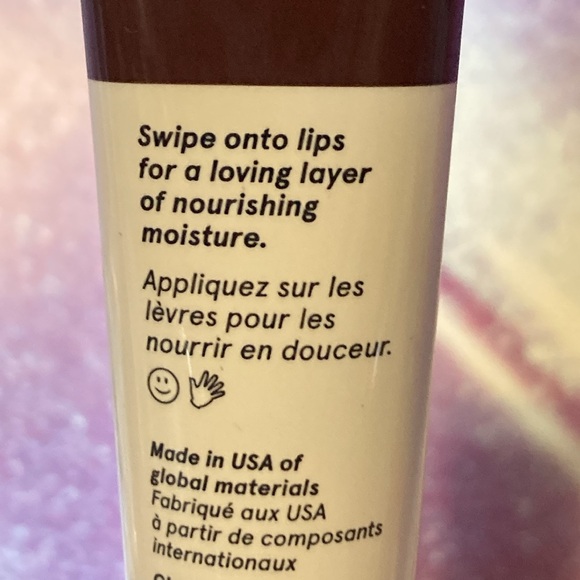 Swipe onto lips
for a loving layer
of nourishing
moisture.
Appliquez sur les
lèvres pour les
nourrir en douceur.
Made in USA of
global materials
Fabriqué aux USA
à partir de composants
internationaux